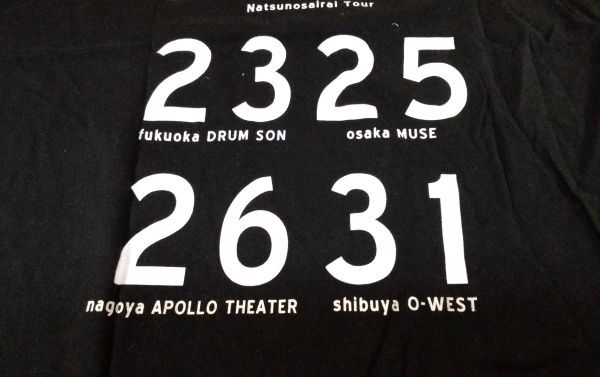 Natsunosairai Tour
23 25
fukuoka DRUM SON osaka MUSE
26 31
nagoya APOLLO THEATER shibuya O-WEST